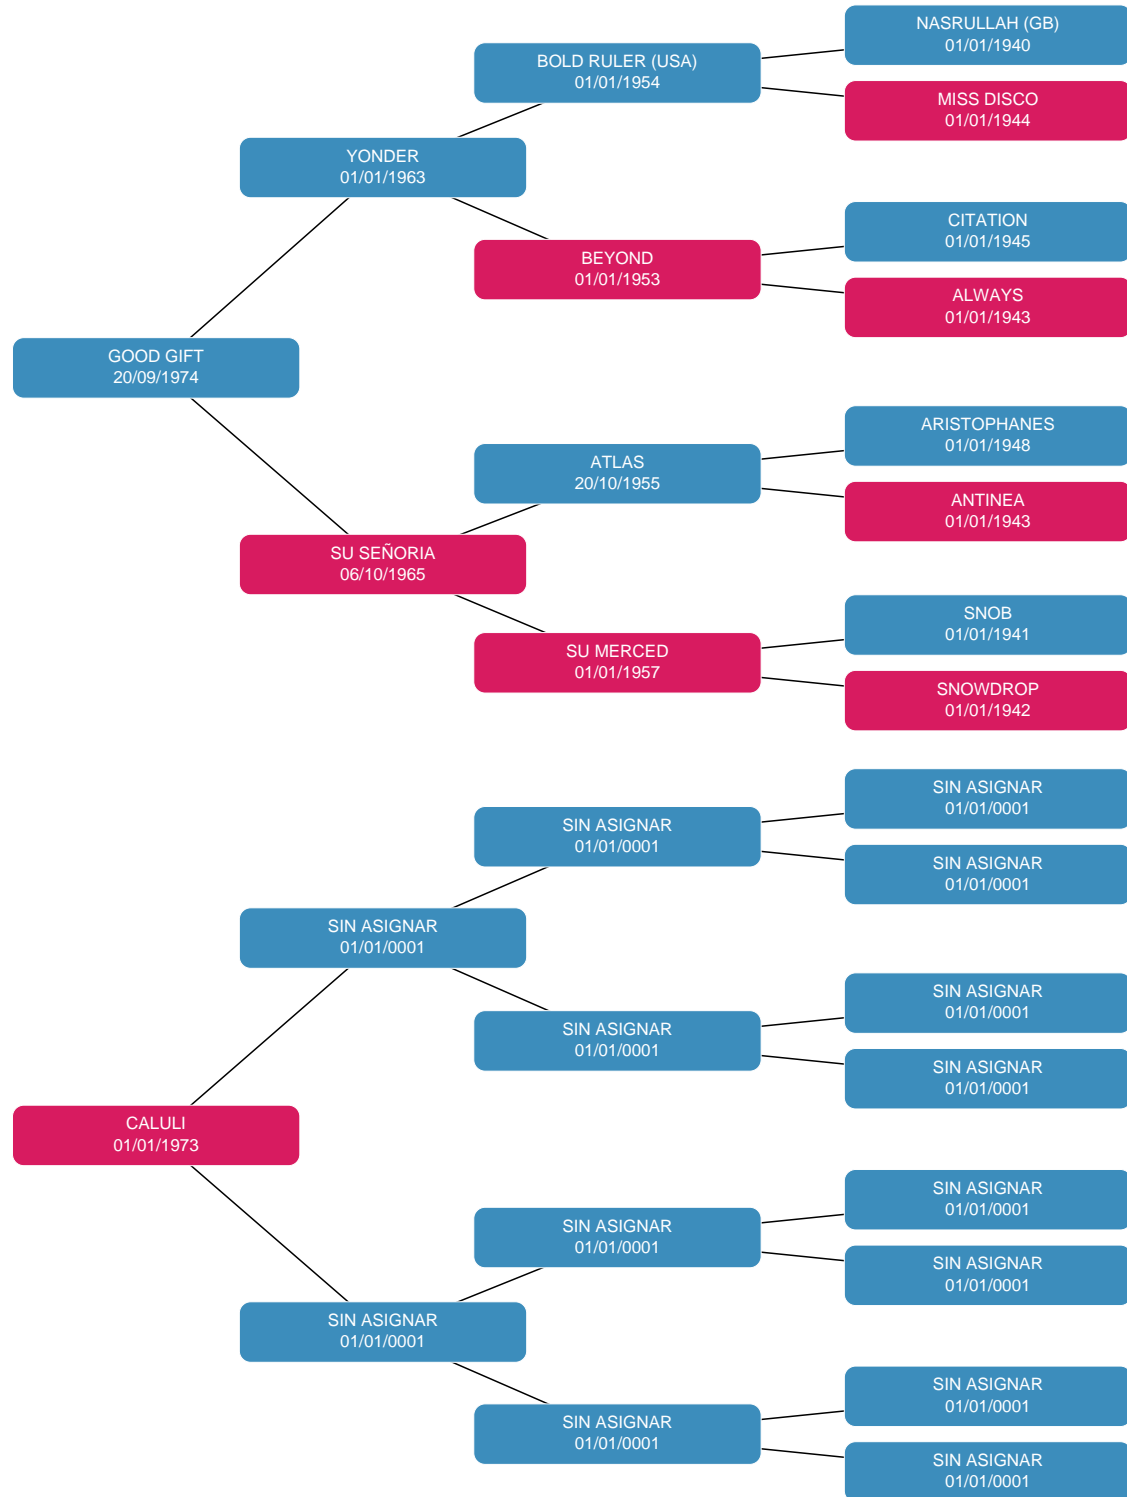 NASRULLAH (GB)
01/01/1940
BOLD RULER (USA)
01/01/1954
MISS DISCO
01/01/1944
YONDER
01/01/1963
CITATION
01/01/1945
BEYOND
01/01/1953
ALWAYS
01/01/1943
GOOD GIFT
20/09/1974
ARISTOPHANES
01/01/1948
ATLAS
20/10/1955
ANTINEA
01/01/1943
SU SEÑORIA
06/10/1965
SNOB
01/01/1941
SU MERCED
01/01/1957
SNOWDROP
01/01/1942
SIN ASIGNAR
01/01/0001
SIN ASIGNAR
01/01/0001
SIN ASIGNAR
01/01/0001
SIN ASIGNAR
01/01/0001
SIN ASIGNAR
01/01/0001
SIN ASIGNAR
01/01/0001
SIN ASIGNAR
01/01/0001
CALULI
01/01/1973
SIN ASIGNAR
01/01/0001
SIN ASIGNAR
01/01/0001
SIN ASIGNAR
01/01/0001
SIN ASIGNAR
01/01/0001
SIN ASIGNAR
01/01/0001
SIN ASIGNAR
01/01/0001
SIN ASIGNAR
01/01/0001